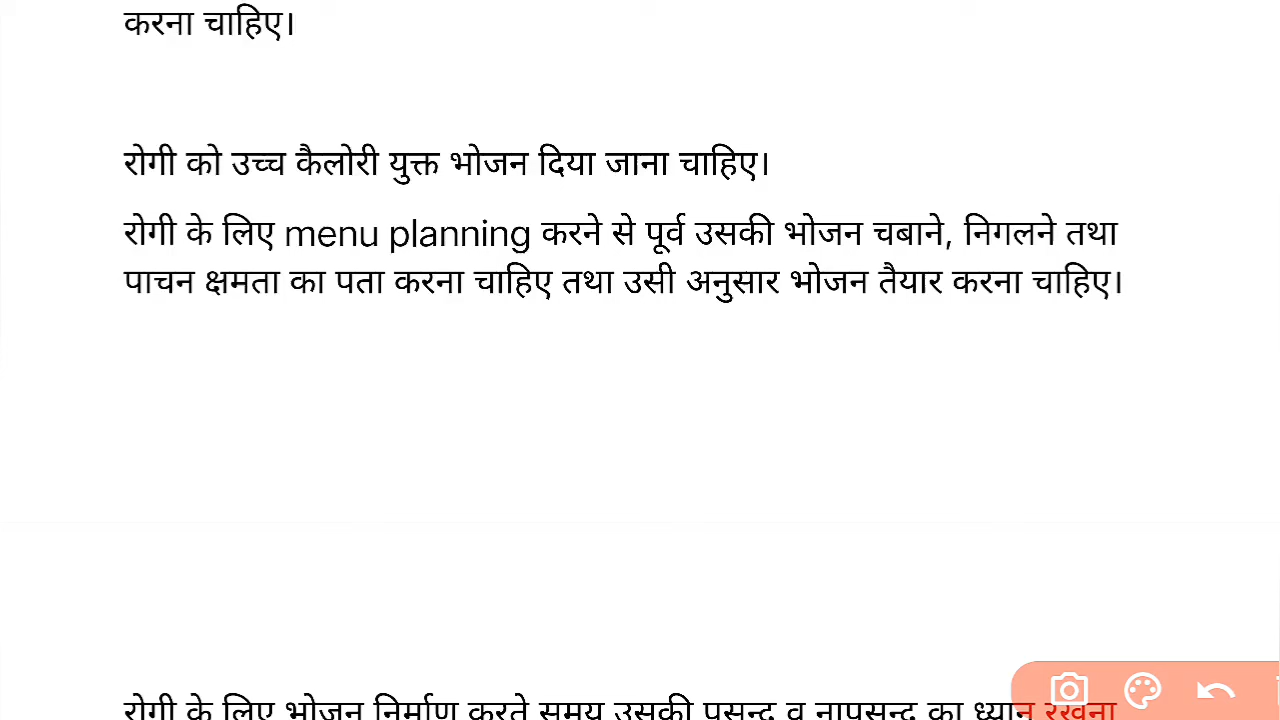 करना चाहिए।
रोगी को उच्च कैलोरी युक्त भोजन दिया जाना चाहिए।
रोगी के लिए menu planning करने से पूर्व उसकी भोजन चबाने, निगलने तथा
पाचन क्षमता का पता करना चाहिए तथा उसी अनुसार भोजन तैयार करना चाहिए।
रोगी के लिए भोजन निर्माण करते समय उसकी पसन्द व नापसन्द का ध्यान रखना